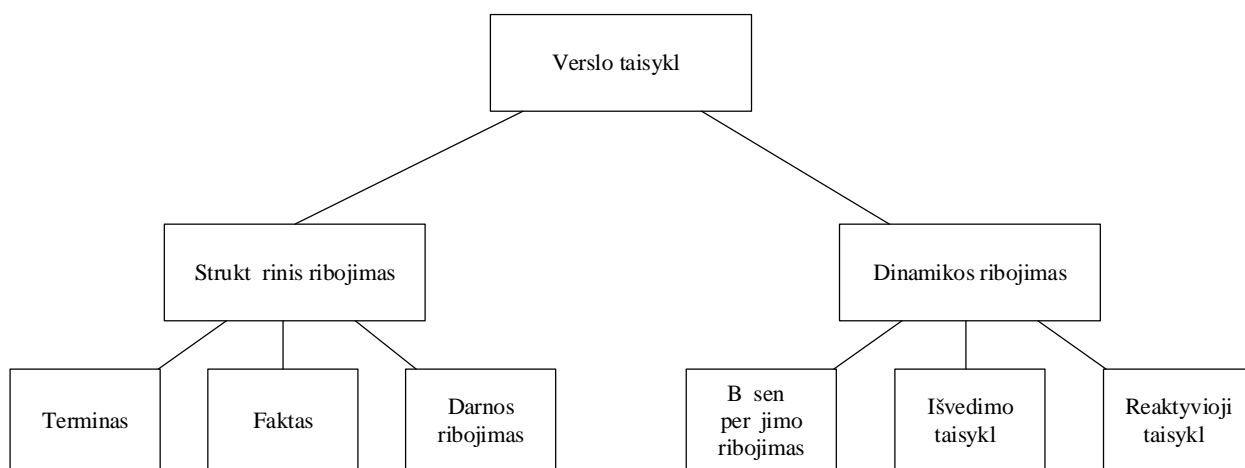 Verslo taisykl
Strukt rinis ribojimas
Dinamikos ribojimas
Terminas
Faktas
Darnos
ribojimas
B sen
per jimo
ribojimas
Išvedimo
taisykl
Reaktyvioji
taisykl